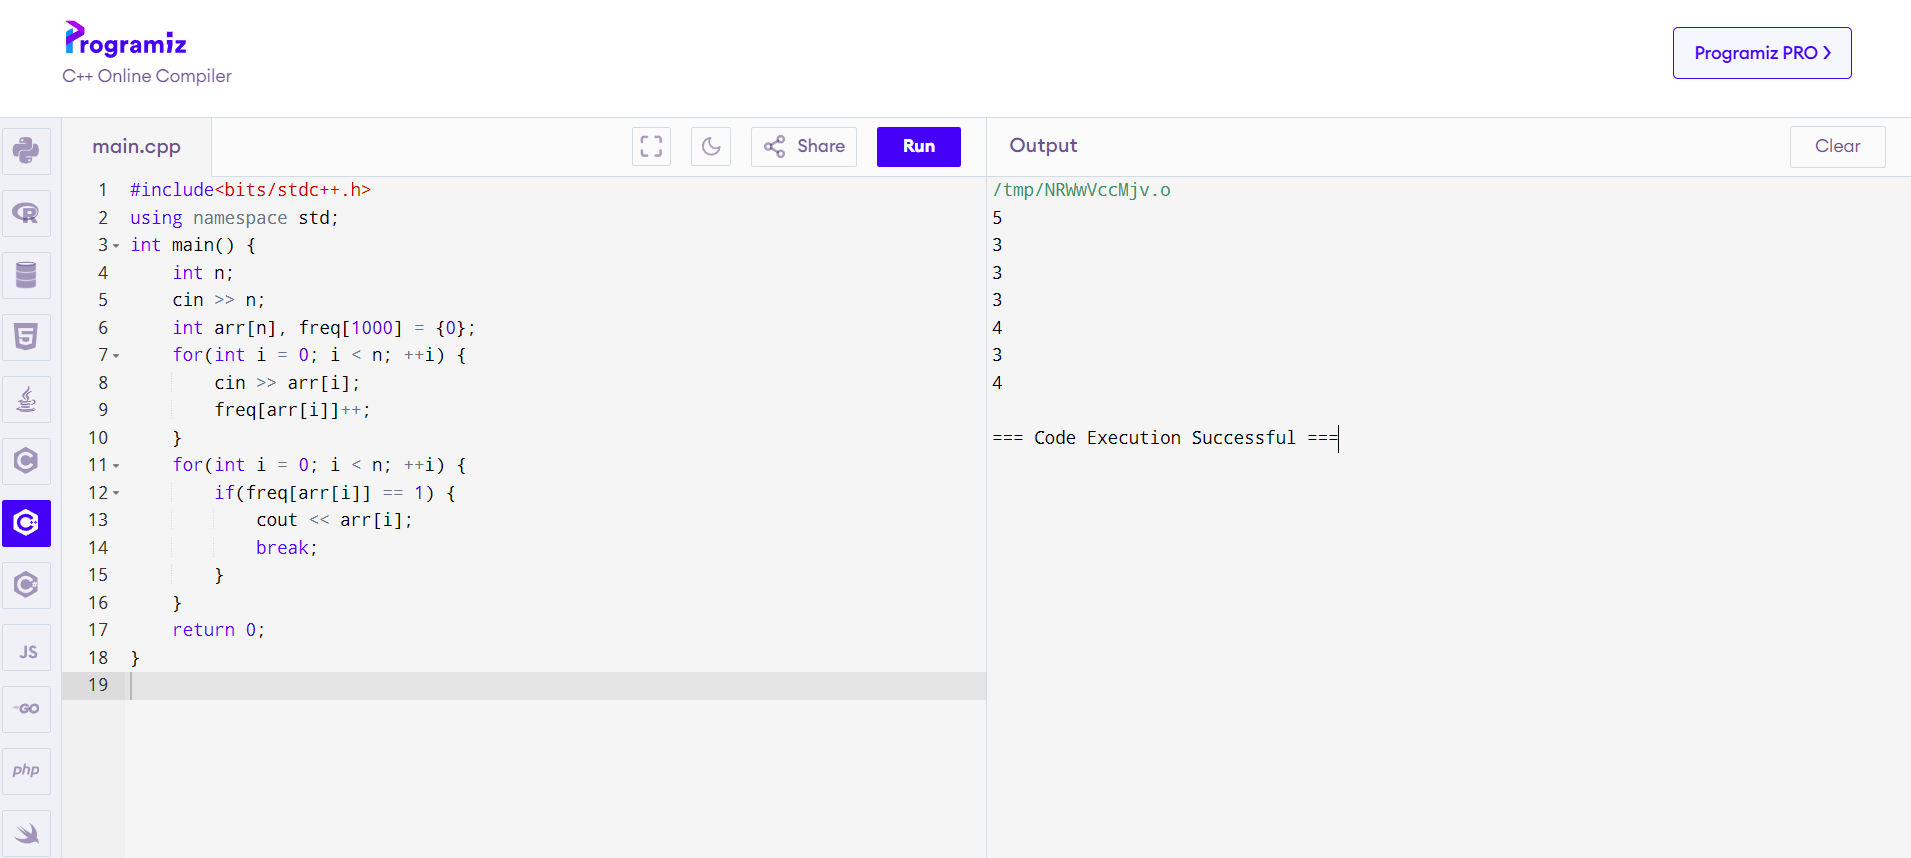 Programiz
C++ Online Compiler
Programiz PRO ›
main.cpp
Share
Run
Output
Clear
1 #include<bits/stdc++.h>
2 using namespace std;
3 int main() {
4     int n;
5     cin >> n;
6     int arr[n], freq[1000] = {0};
7     for(int i = 0; i < n; ++i) {
8         cin >> arr[i];
9         freq[arr[i]]++;
10     }
11     for(int i = 0; i < n; ++i) {
12         if(freq[arr[i]] == 1) {
13             cout << arr[i];
14             break;
15         }
16     }
17     return 0;
18 }
19
/tmp/NRWwVccMjv.o
5
3
3
3
4
3
4
=== Code Execution Successful ===
R
5
C
C+
C#
JS
GO
php